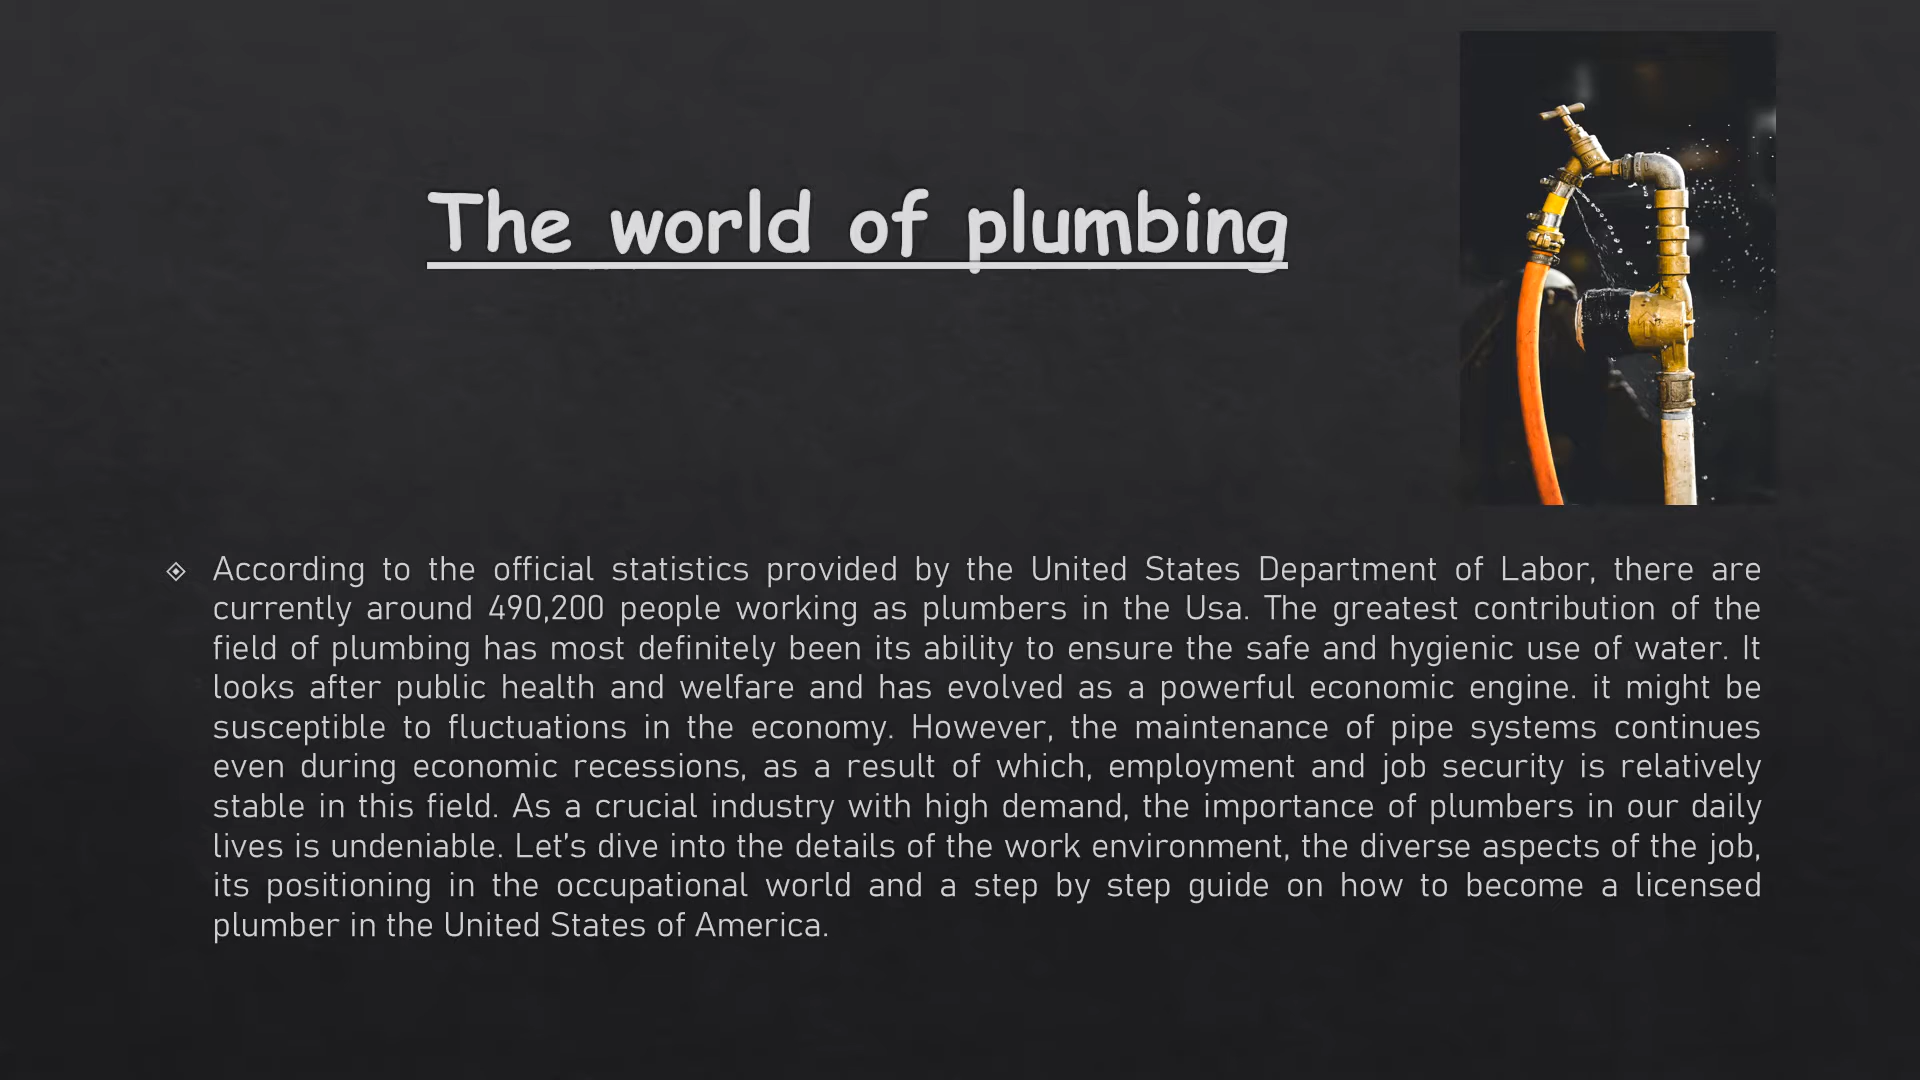 The world of plumbing
According to the official statistics provided by the United States Department of Labor, there are
currently around 490,200 people working as plumbers in the Usa. The greatest contribution of the
field of plumbing has most definitely been its ability to ensure the safe and hygienic use of water. It
looks after public health and welfare and has evolved as a powerful economic engine. it might be
susceptible to fluctuations in the economy. However, the maintenance of pipe systems continues
even during economic recessions, as a result of which, employment and job security is relatively
stable in this field. As a crucial industry with high demand, the importance of plumbers in our daily
lives is undeniable. Let’s dive into the details of the work environment, the diverse aspects of the job,
its positioning in the occupational world and a step by step guide on how to become a licensed
plumber in the United States of America.